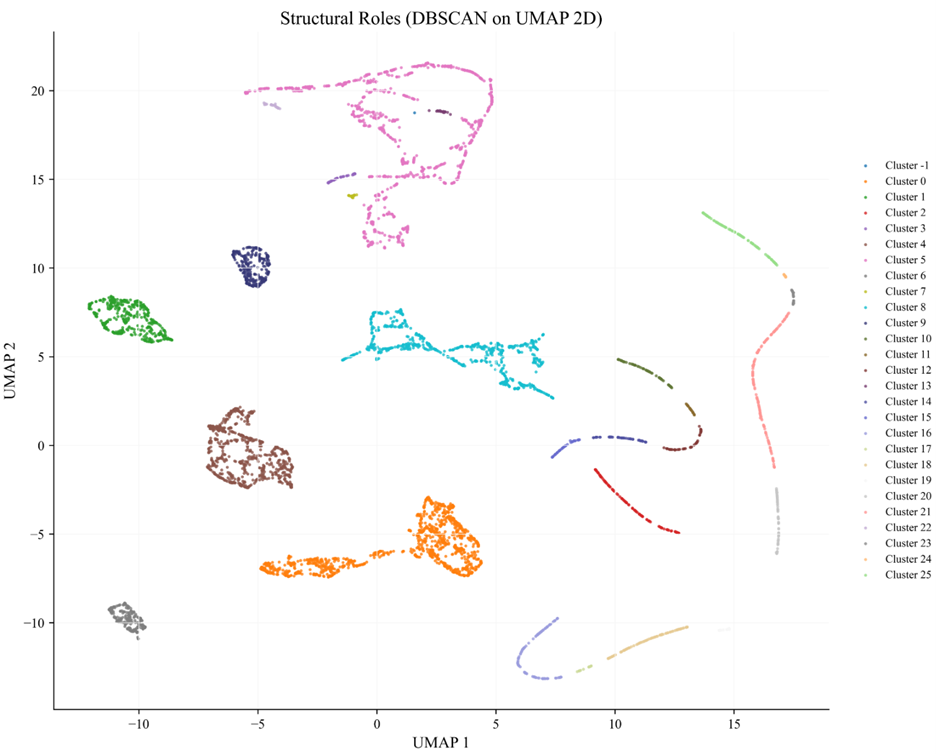 Structural Roles (DBSCAN on UMAP 2D)
UMAP 2
20
15
10
5
0
−5
−10
−10
−5
0
5
10
15
UMAP 1
Cluster -1
Cluster 0
Cluster 1
Cluster 2
Cluster 3
Cluster 4
Cluster 5
Cluster 6
Cluster 7
Cluster 8
Cluster 9
Cluster 10
Cluster 11
Cluster 12
Cluster 13
Cluster 14
Cluster 15
Cluster 16
Cluster 17
Cluster 18
Cluster 19
Cluster 20
Cluster 21
Cluster 22
Cluster 23
Cluster 24
Cluster 25